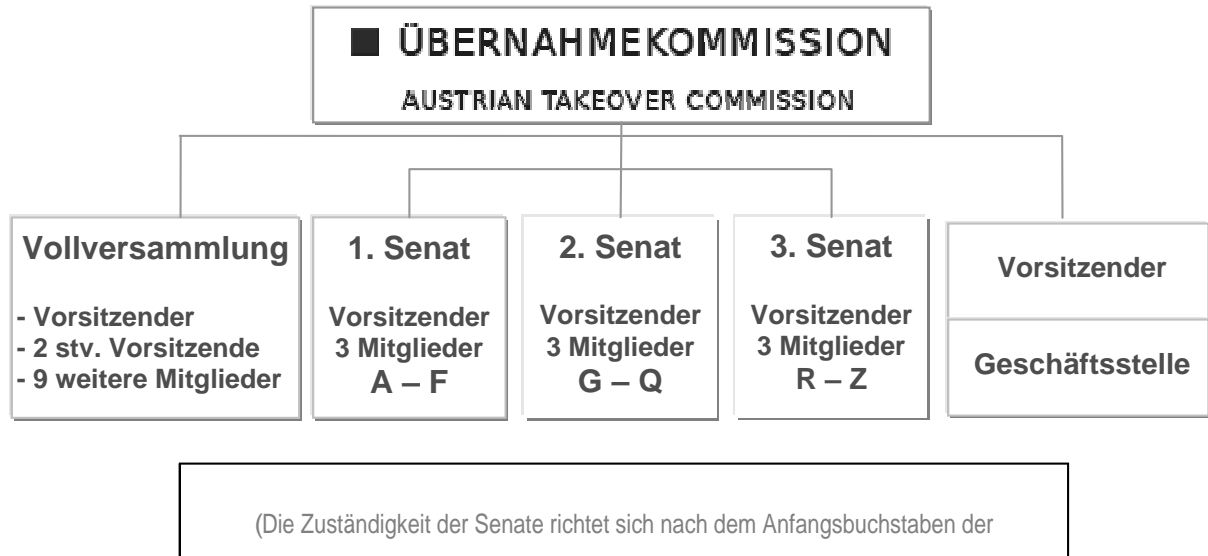 ■ ÜBERNAHMEKOMMISSION
AUSTRIAN TAKEOVER COMMISSION
Vollversammlung
- Vorsitzender
- 2 stv. Vorsitzende
- 9 weitere Mitglieder
1. Senat
Vorsitzender
3 Mitglieder
A – F
2. Senat
Vorsitzender
3 Mitglieder
G – Q
3. Senat
Vorsitzender
3 Mitglieder
R – Z
Vorsitzender
Geschäftsstelle
(Die Zuständigkeit der Senate richtet sich nach dem Anfangsbuchstaben der